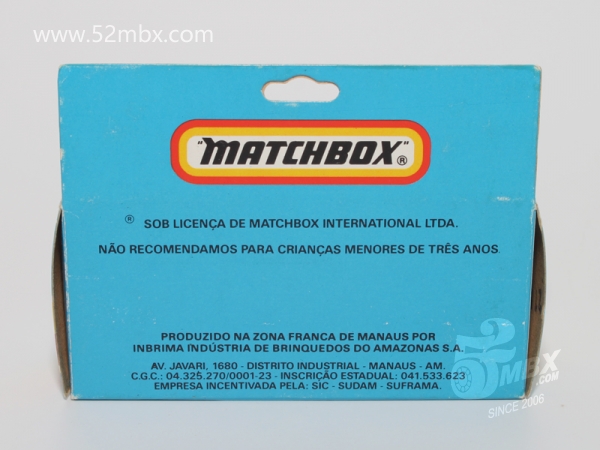 www.52mbx.com
"MATCHBOX"®
® SOB LICENÇA DE MATCHBOX INTERNATIONAL LTDA.
NÃO RECOMENDAMOS PARA CRIANÇAS MENORES DE TRÊS ANOS.
PRODUZIDO NA ZONA FRANCA DE MANAUS POR
INBRIMA INDÚSTRIA DE BRINQUEDOS DO AMAZONAS S.A.
AV. JAVARI, 1680 - DISTRITO INDUSTRIAL - MANAUS - AM.
C.G.C.: 04.325.270/0001-23 - INSCRIÇÃO ESTADUAL: 041.533.623
EMPRESA INCENTIVADA PELA: SIC - SUDAM - SUFRAMA.
52MBX
.COM
SINCE 2006